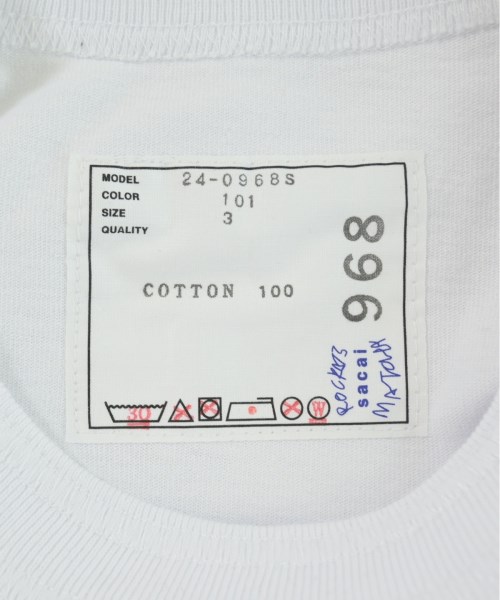 MODEL 24-0968S
COLOR 101
SIZE 3
QUALITY
COTTON 100
968
30
W
sacai